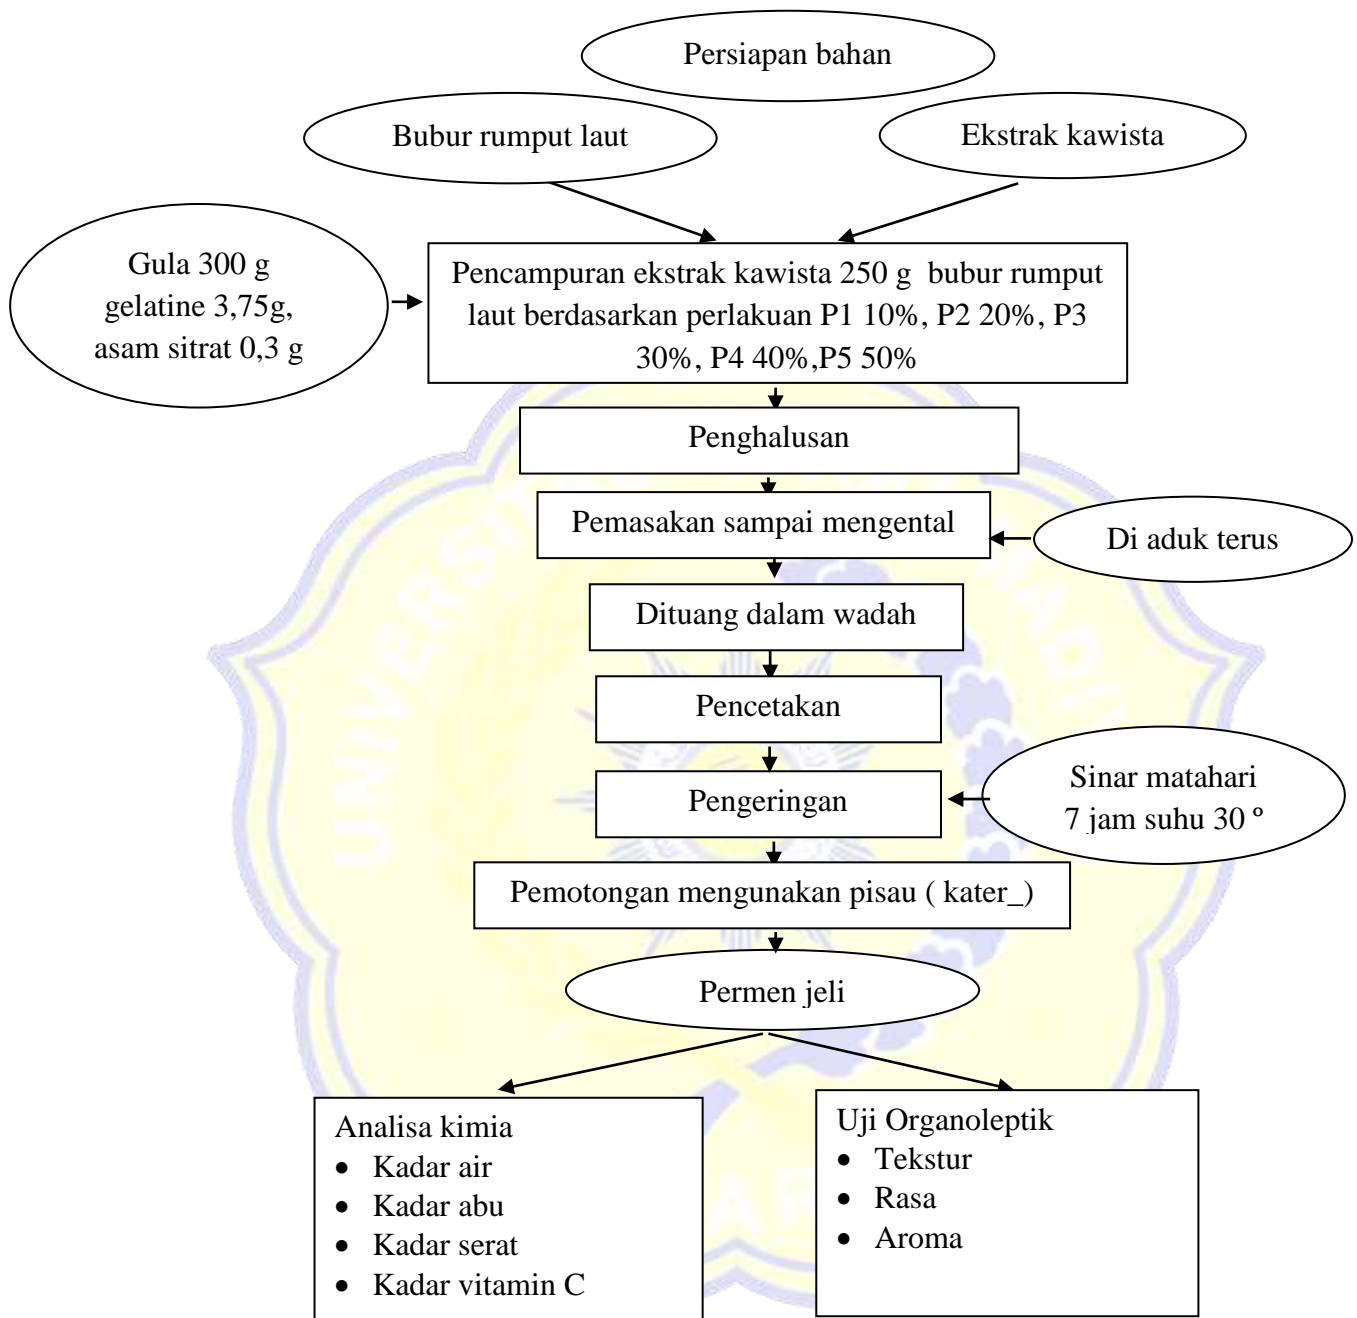 Persiapan bahan
Bubur rumput laut
Ekstrak kawista
Gula 300 g
gelatine 3,75g,
asam sitrat 0,3 g
Pencampuran ekstrak kawista 250 g bubur rumput
laut berdasarkan perlakuan P1 10%, P2 20%, P3
30%, P4 40%,P5 50%
Penghalusan
Pemasakan sampai mengental
Di aduk terus
Dituang dalam wadah
Pencetakan
Pengeringan
Sinar matahari
7 jam suhu 30 º
Pemotongan mengunakan pisau ( kater_)
Permen jeli
Analisa kimia
• Kadar air
• Kadar abu
• Kadar serat
• Kadar vitamin C
Uji Organoleptik
• Tekstur
• Rasa
• Aroma